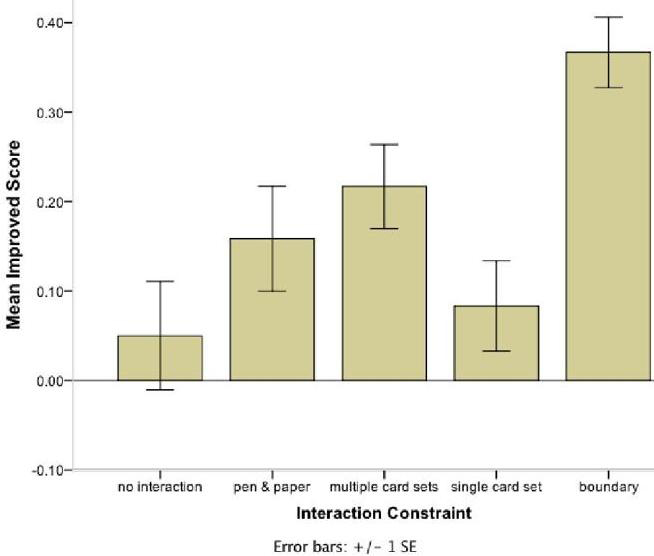 Mean Improved Score
0.40
0.30
0.20
0.10
0.00
-0.10
no interaction
pen & paper
multiple card sets
single card set
boundary
Interaction Constraint
Error bars: +/- 1 SE